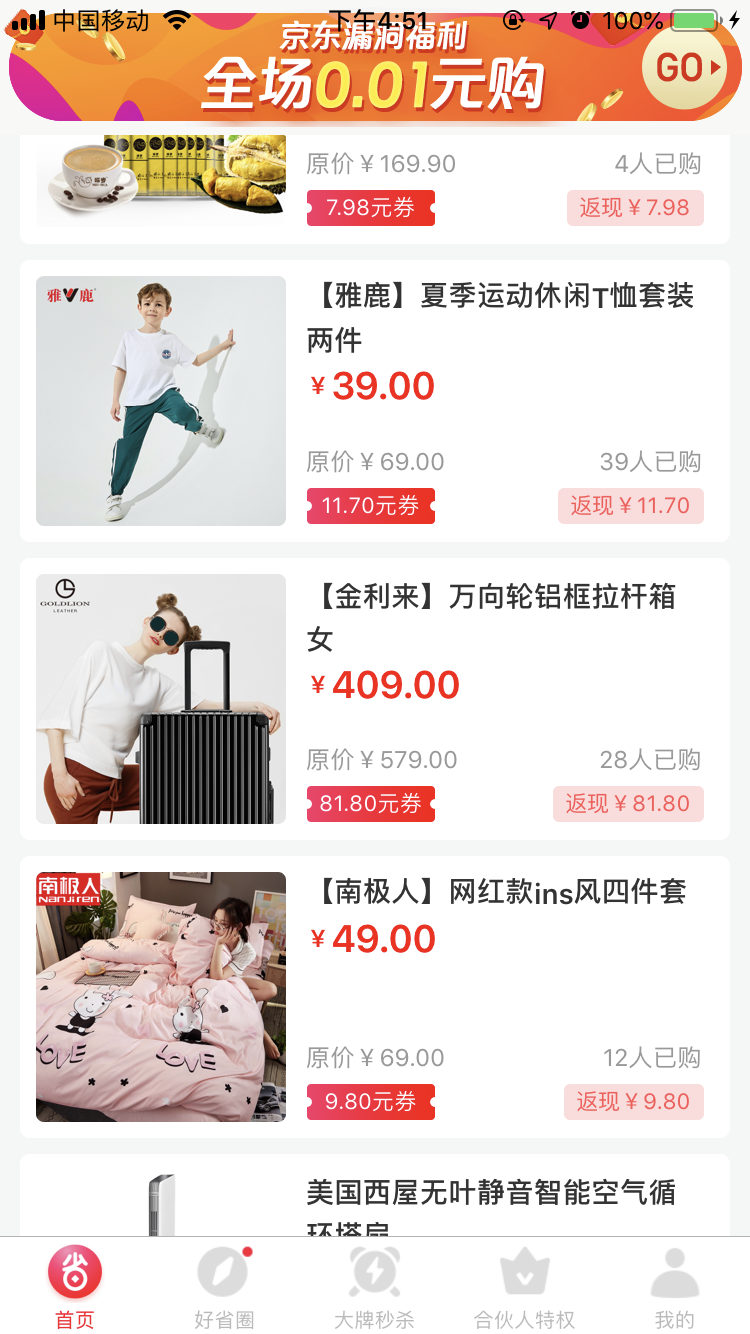 中国移动
下午4:51
100%
京东漏洞福利
全场0.01元购
GO
原价￥169.90
4人已购
7.98元券
返现￥7.98
雅鹿
【雅鹿】夏季运动休闲T恤套装
两件
￥39.00
原价￥69.00
39人已购
11.70元券
返现￥11.70
GOLDLION
LEATHER
【金利来】万向轮铝框拉杆箱
女
￥409.00
原价￥579.00
28人已购
81.80元券
返现￥81.80
南极人
NanJiren
LOVE
LOVE
【南极人】网红款ins风四件套
￥49.00
原价￥69.00
12人已购
9.80元券
返现￥9.80
美国西屋无叶静音智能空气循
环塔扇
省
首页
好省圈
大牌秒杀
合伙人特权
我的